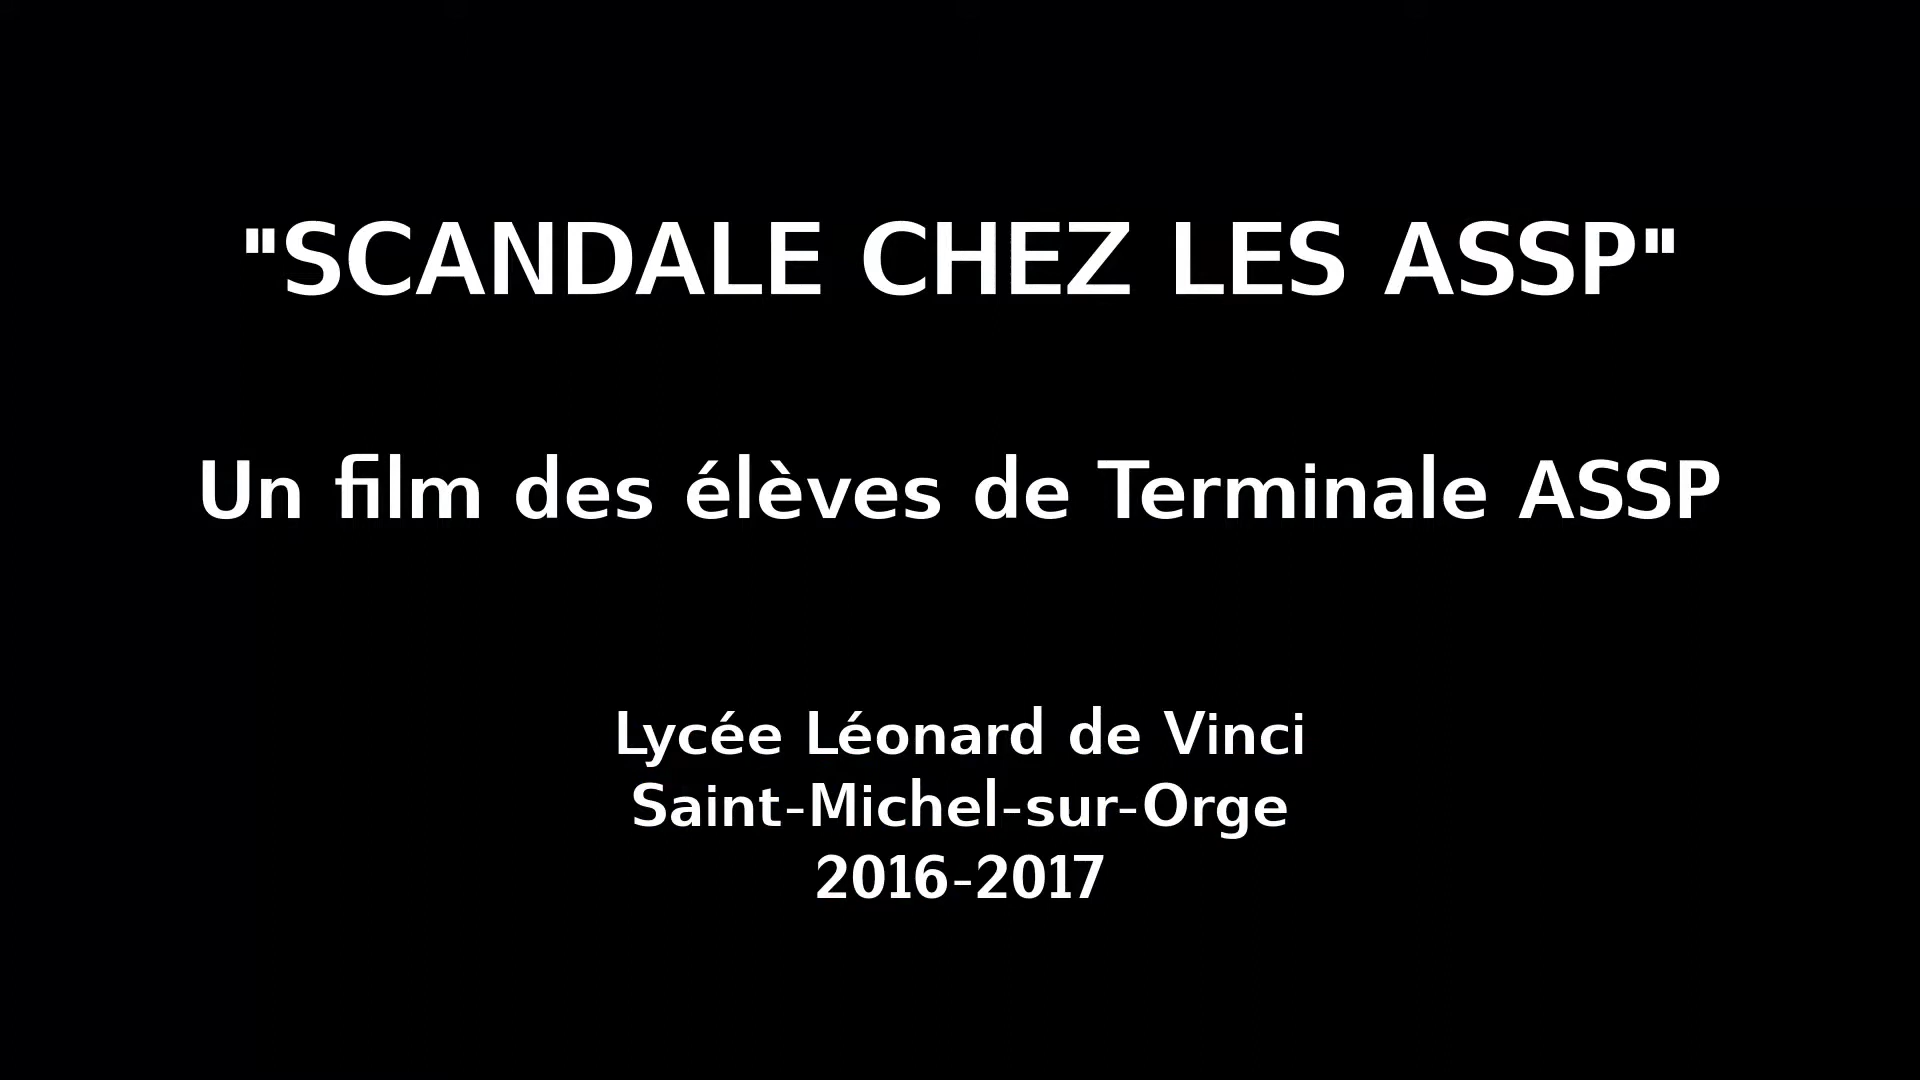 "SCANDALE CHEZ LES ASSP"
Un film des élèves de Terminale ASSP
Lycée Léonard de Vinci
Saint-Michel-sur-Orge
2016-2017